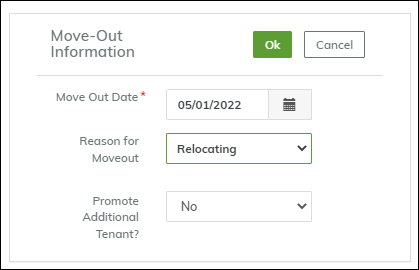 Move-Out
Information
Ok
Cancel
Move Out Date *
05/01/2022
Reason for
Moveout
Relocating
Promote
Additional
Tenant?
No